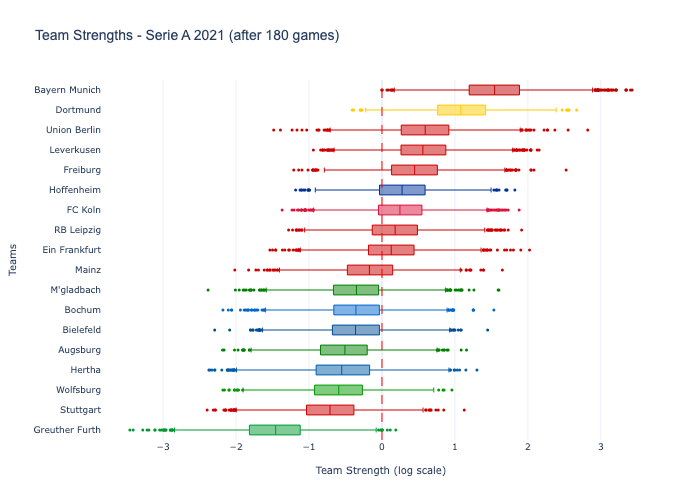 Team Strengths - Serie A 2021 (after 180 games)
Bayern Munich
Dortmund
Union Berlin
Leverkusen
Freiburg
Hoffenheim
FC Koln
RB Leipzig
Ein Frankfurt
Mainz
M'gladbach
Bochum
Bielefeld
Augsburg
Hertha
Wolfsburg
Stuttgart
Greuther Furth
Teams
−3 −2 −1 0 1 2 3
Team Strength (log scale)